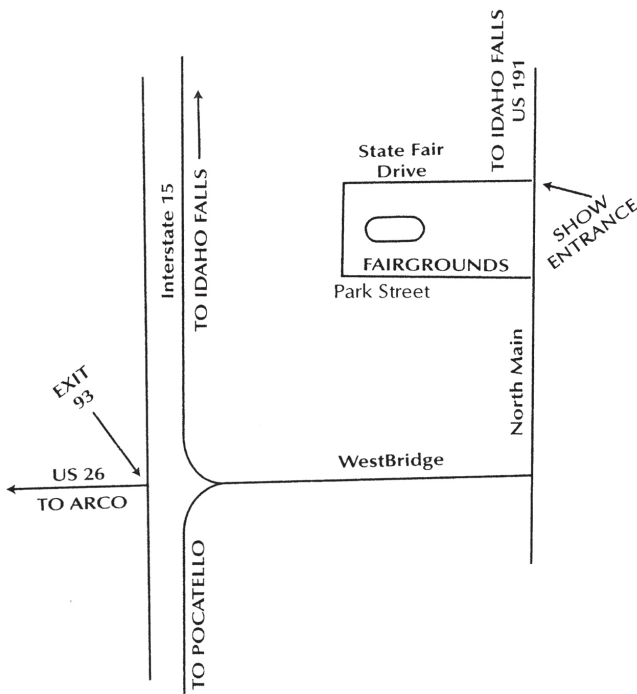 TO IDAHO FALLS
US 191
State Fair
Drive
SHOW
ENTRANCE
FAIRGROUNDS
Park Street
Interstate 15
TO IDAHO FALLS
North Main
EXIT
93
WestBridge
US 26
TO ARCO
TO POCATELLO